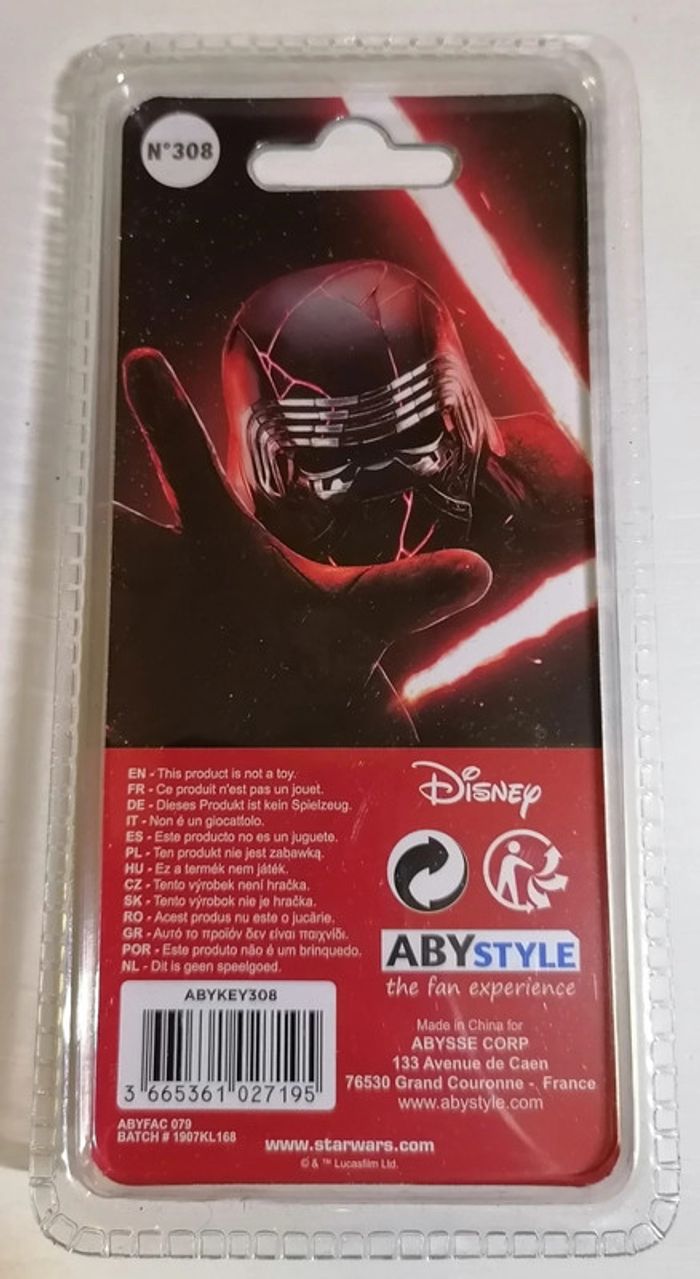 N°308
EN - This product is not a toy.
FR - Ce produit n'est pas un jouet.
DE - Dieses Produkt ist kein Spielzeug.
IT - Non é un giocattolo.
ES - Este producto no es un juguete.
PL - Ten produkt nie jest zabawką.
HU - Ez a termék nem játék.
CZ - Tento výrobek není hračka.
SK - Tento výrobok nie je hračka.
RO - Acest produs nu este o jucărie.
GR - Αυτό το προϊόν δεν είναι παιχνίδι.
POR - Este produto não é um brinquedo.
NL - Dit is geen speelgoed.
Disney
ABYSTYLE
the fan experience
ABYKEY308
3 665361 027195
Made in China for
ABYSSE CORP
133 Avenue de Caen
76530 Grand Couronne - France
www.abystyle.com
ABYFAC 079
BATCH # 1907KL168
www.starwars.com
© & ™ Lucasfilm Ltd.